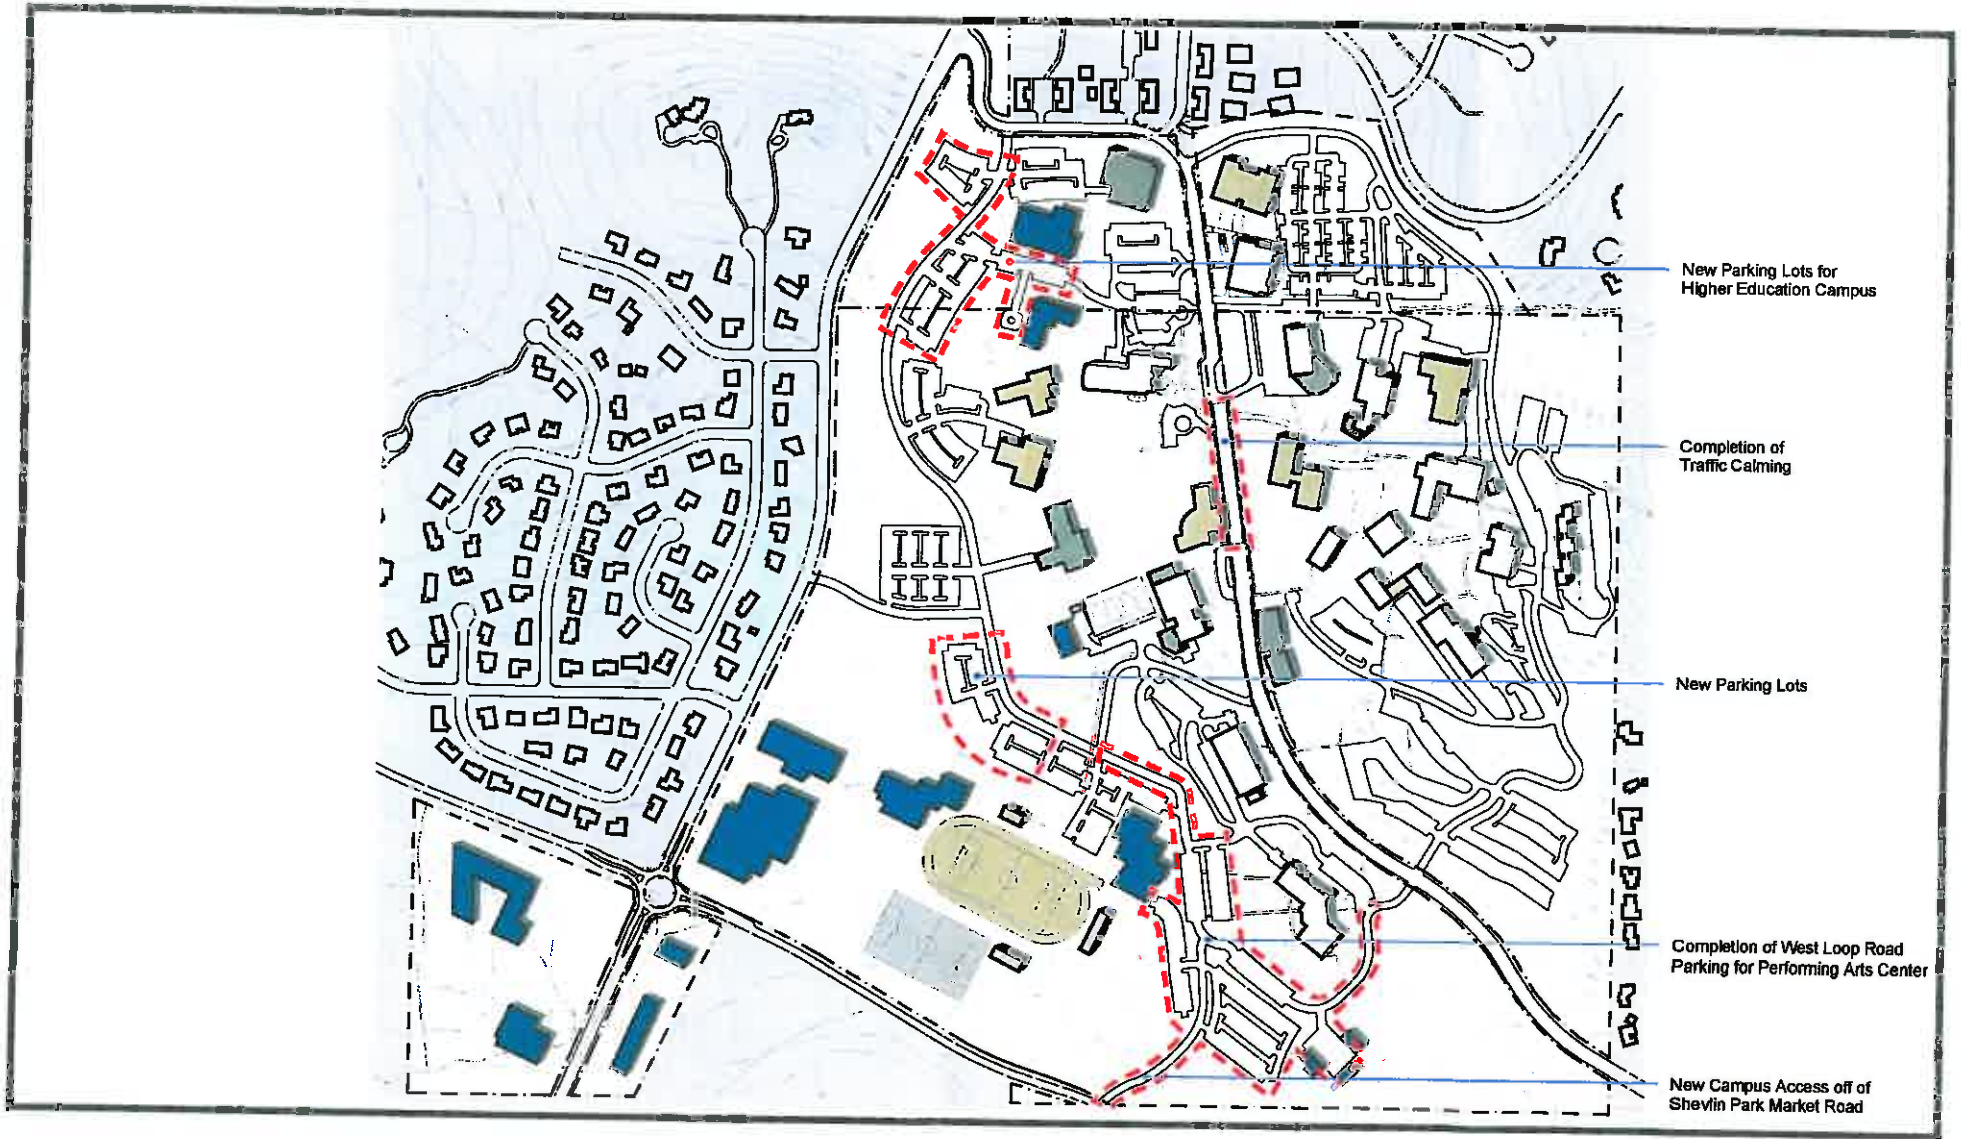 New Parking Lots for
Higher Education Campus
Completion of
Traffic Calming
New Parking Lots
Completion of West Loop Road
Parking for Performing Arts Center
New Campus Access off of
Shevlin Park Market Road